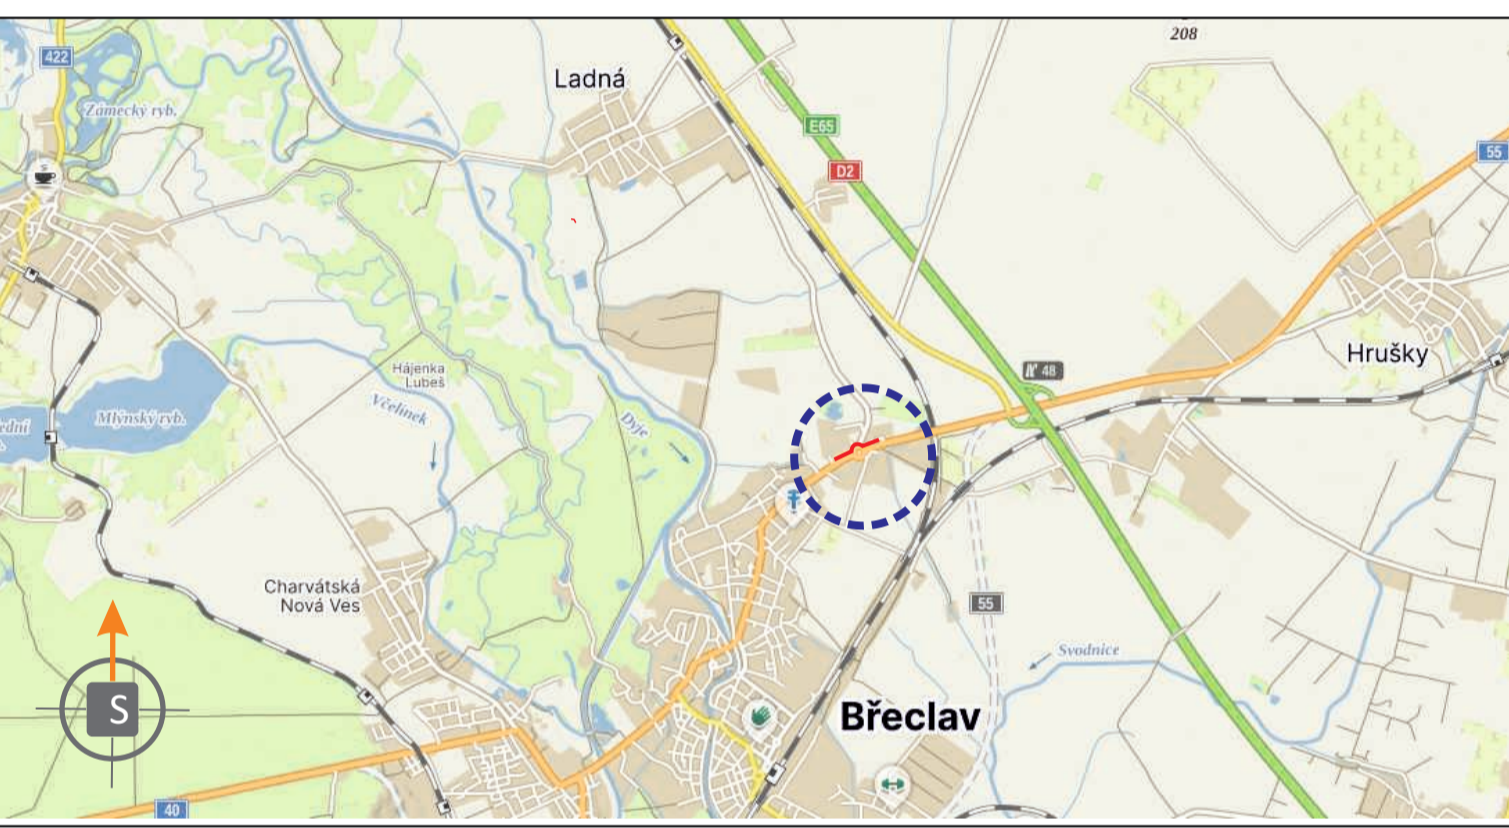 208
422
Ladná
Zámecký ryb.
E65
55
D2
Hrušky
48
Hájenka
Lubeš
Včelínek
Mlýnský ryb.
ední
Dyje
Charvátská
Nová Ves
55
Svodnice
S
Břeclav
40